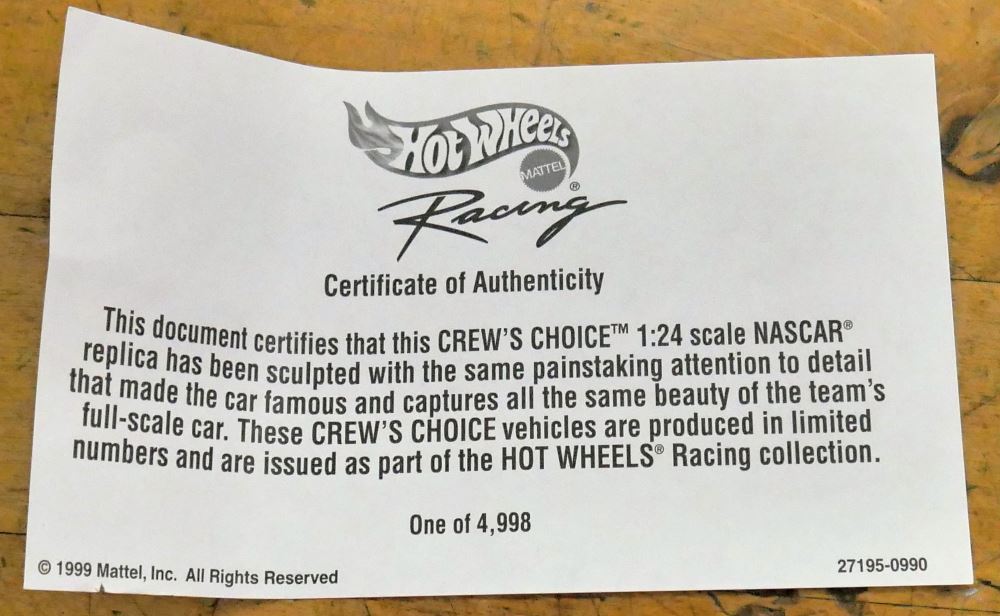 HOT WHEELS
MATTEL
®
Racing
Certificate of Authenticity
This document certifies that this CREW'S CHOICE™ 1:24 scale NASCAR®
replica has been sculpted with the same painstaking attention to detail
that made the car famous and captures all the same beauty of the team's
full-scale car. These CREW'S CHOICE vehicles are produced in limited
numbers and are issued as part of the HOT WHEELS® Racing collection.
One of 4,998
© 1999 Mattel, Inc. All Rights Reserved
27195-0990